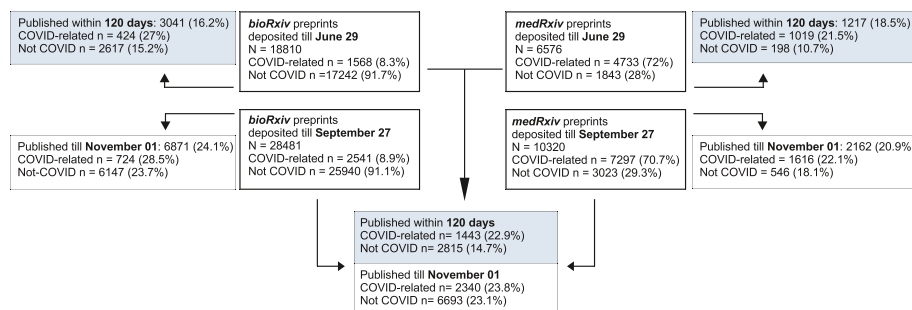 Published within 120 days: 3041 (16.2%)
COVID-related n = 424 (27%)
Not COVID n = 2617 (15.2%)
bioRxiv preprints
deposited till June 29
N = 18810
COVID-related n = 1568 (8.3%)
Not COVID n =17242 (91.7%)
medRxiv preprints
deposited till June 29
N = 6576
COVID-related n = 4733 (72%)
Not COVID n = 1843 (28%)
Published within 120 days: 1217 (18.5%)
COVID-related n = 1019 (21.5%)
Not COVID n = 198 (10.7%)
Published till November 01: 6871 (24.1%)
COVID-related n = 724 (28.5%)
Not-COVID n = 6147 (23.7%)
bioRxiv preprints
deposited till September 27
N = 28481
COVID-related n = 2541 (8.9%)
Not COVID n = 25940 (91.1%)
medRxiv preprints
deposited till September 27
N = 10320
COVID-related n = 7297 (70.7%)
Not COVID n = 3023 (29.3%)
Published till November 01: 2162 (20.9%
COVID-related n = 1616 (22.1%)
Not COVID n = 546 (18.1%)
Published within 120 days
COVID-related n= 1443 (22.9%)
Not COVID n= 2815 (14.7%)
Published till November 01
COVID-related n= 2340 (23.8%)
Not COVID n= 6693 (23.1%)